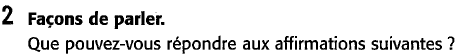 2 Façons de parler.
Que pouvez-vous répondre aux affirmations suivantes ?